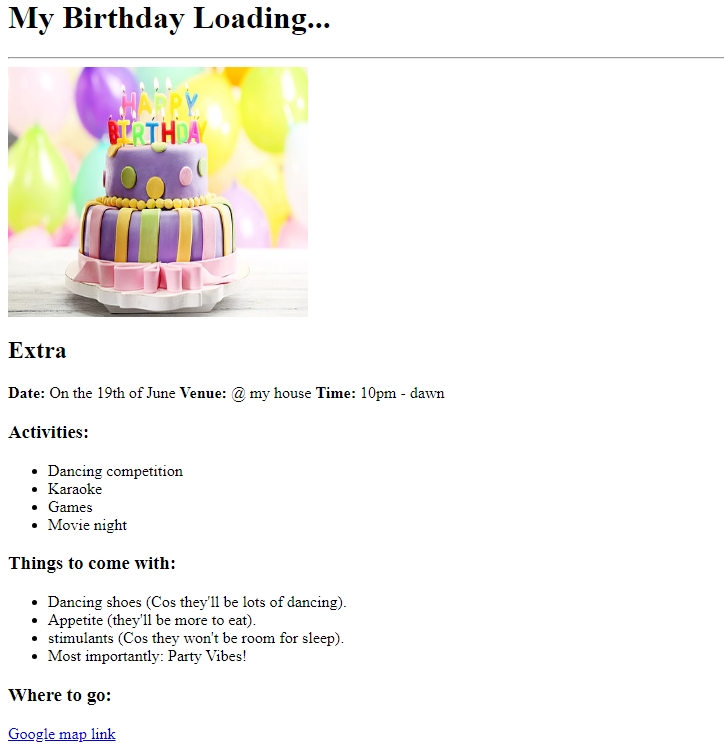 My Birthday Loading...
HAPPY
BIRTHDAY
Extra
Date: On the 19th of June Venue: @ my house Time: 10pm - dawn
Activities:
Dancing competition
Karaoke
Games
Movie night
Things to come with:
Dancing shoes (Cos they'll be lots of dancing).
Appetite (they'll be more to eat).
stimulants (Cos they won't be room for sleep).
Most importantly: Party Vibes!
Where to go:
Google map link